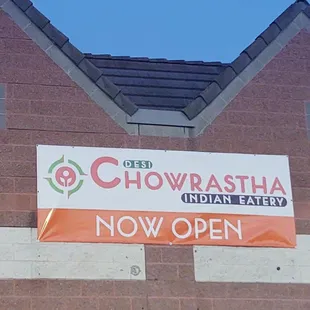 DESI
CHOWRASTHA
INDIAN EATERY
NOW OPEN